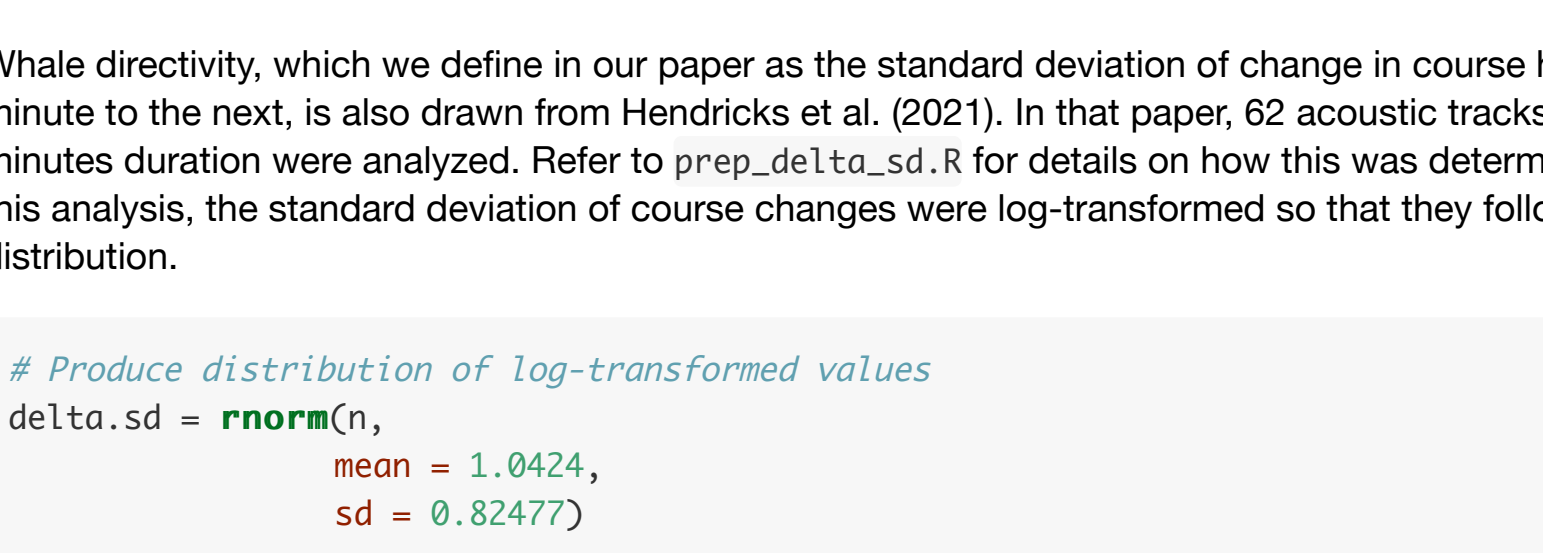 Whale directivity, which we define in our paper as the standard deviation of change in course
minute to the next, is also drawn from Hendricks et al. (2021). In that paper, 62 acoustic tracks
minutes duration were analyzed. Refer to prep_delta_sd.R for details on how this was
this analysis, the standard deviation of course changes were log-transformed so that they
distribution.
# Produce distribution of log-transformed values
delta.sd = rnorm(n,
mean = 1.0424,
sd = 0.82477)